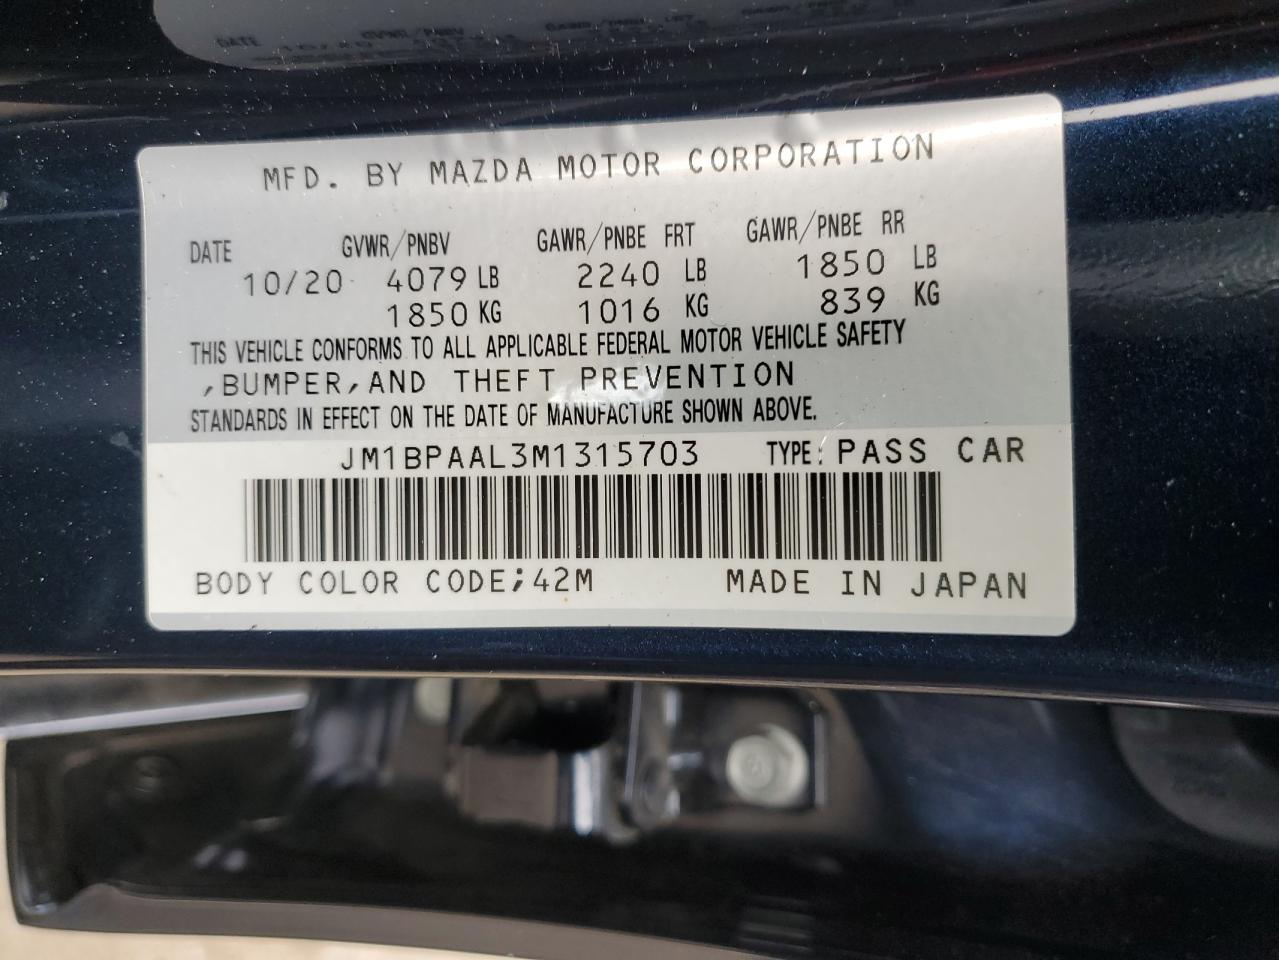 MFD. BY MAZDA MOTOR CORPORATION
DATE GVWR/PNBV GAWR/PNBE FRT GAWR/PNBE RR
10/20 4079 LB 2240 LB 1850 LB
1850 KG 1016 KG 839 KG
THIS VEHICLE CONFORMS TO ALL APPLICABLE FEDERAL MOTOR VEHICLE SAFETY
,BUMPER,AND THEFT PREVENTION
STANDARDS IN EFFECT ON THE DATE OF MANUFACTURE SHOWN ABOVE.
JM1BPAAL3M1315703 TYPE: PASS CAR
BODY COLOR CODE;42M MADE IN JAPAN